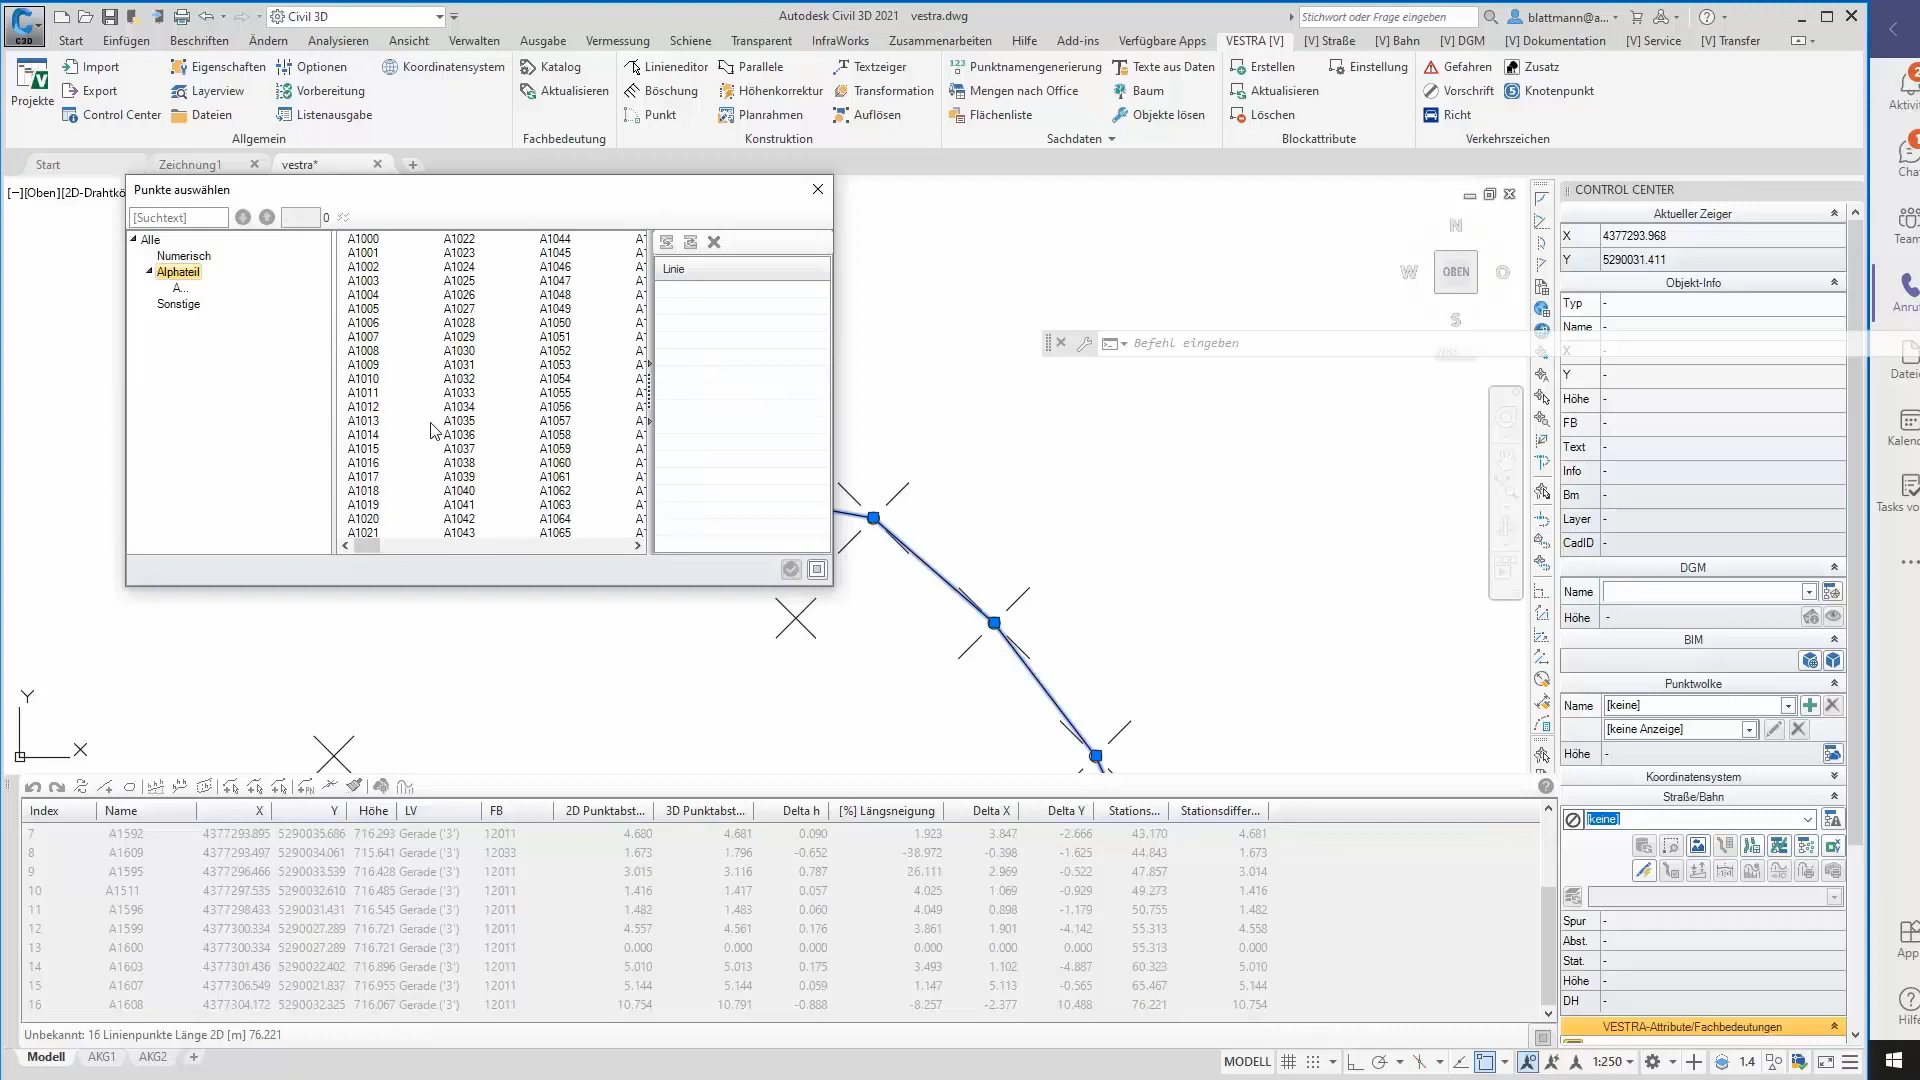 Civil 3D
Autodesk Civil 3D 2021 vestra.dwg
Stichwort oder Frage eingeben
blattmann@a...
C3D
Start Einfügen Beschriften Ändern Analysieren Ansicht Verwalten Ausgabe Vermessung Schiene Transparent InfraWorks Zusammenarbeiten Hilfe Add-ins Verfügbare Apps VESTRA [V] [V] Straße [V] Bahn [V] DGM [V] Dokumentation [V] Service [V] Transfer
Projekte
Import Eigenschaften Optionen Koordinatensystem Katalog Linieneditor Parallele Textzeiger Punktnamengenerierung Texte aus Daten Erstellen Einstellung Gefahren Zusatz
Export Layerview Vorbereitung Aktualisieren Böschung Höhenkorrektur Transformation Mengen nach Office Baum Aktualisieren Vorschrift Knotenpunkt
Control Center Dateien Listenausgabe Punkt Planrahmen Auflösen Flächenliste Objekte lösen Löschen Richt
Allgemein Fachbedeutung Konstruktion Sachdaten Blockattribute Verkehrszeichen
Start Zeichnung1 vestra*
[−][Oben][2D-Drahtkö
Punkte auswählen
[Suchtext] 0
Alle
Numerisch
Alphateil
A...
Sonstige
A1000 A1022 A1044
A1001 A1023 A1045
A1002 A1024 A1046
A1003 A1025 A1047
A1004 A1026 A1048
A1005 A1027 A1049
A1006 A1028 A1050
A1007 A1029 A1051
A1008 A1030 A1052
A1009 A1031 A1053
A1010 A1032 A1054
A1011 A1033 A1055
A1012 A1034 A1056
A1013 A1035 A1057
A1014 A1036 A1058
A1015 A1037 A1059
A1016 A1038 A1060
A1017 A1039 A1061
A1018 A1040 A1062
A1019 A1041 A1063
A1020 A1042 A1064
A1021 A1043 A1065
Linie
N
W OBEN O
S
Befehl eingeben
Y
X
CONTROL CENTER
Aktueller Zeiger
X 4377293.968
Y 5290031.411
Objekt-Info
Typ -
Name -
X -
Y -
Höhe -
FB -
Text -
Info -
Bm -
Layer -
CadID -
DGM
Name
Höhe -
BIM
Punktwolke
Name [keine]
[keine Anzeige]
Höhe -
Koordinatensystem
Straße/Bahn
[keine]
Spur -
Abst. -
Stat. -
Höhe -
DH -
VESTRA-Attribute/Fachbedeutungen
Index Name X Y Höhe LV FB 2D Punktabst... 3D Punktabst... Delta h [%] Längsneigung Delta X Delta Y Stations... Stationsdiffer...
7 A1592 4377293.895 5290035.686 716.293 Gerade ('3') 12011 4.680 4.681 0.090 1.923 3.847 -2.666 43.170 4.681
8 A1609 4377293.497 5290034.061 715.641 Gerade ('3') 12033 1.673 1.796 -0.652 -38.972 -0.398 -1.625 44.843 1.673
9 A1595 4377296.466 5290033.539 716.428 Gerade ('3') 12011 3.015 3.116 0.787 26.111 2.969 -0.522 47.857 3.014
10 A1511 4377297.535 5290032.610 716.485 Gerade ('3') 12011 1.416 1.417 0.057 4.025 1.069 -0.929 49.273 1.416
11 A1596 4377298.433 5290031.431 716.545 Gerade ('3') 12011 1.482 1.483 0.060 4.049 0.898 -1.179 50.755 1.482
12 A1599 4377300.334 5290027.289 716.721 Gerade ('3') 12011 4.557 4.561 0.176 3.861 1.901 -4.142 55.313 4.558
13 A1600 4377300.334 5290027.289 716.721 Gerade ('3') 12011 0.000 0.000 0.000 0.000 0.000 0.000 55.313 0.000
14 A1603 4377301.436 5290022.402 716.896 Gerade ('3') 12011 5.010 5.013 0.175 3.493 1.102 -4.887 60.323 5.010
15 A1607 4377306.549 5290021.837 716.955 Gerade ('3') 12011 5.144 5.144 0.059 1.147 5.113 -0.565 65.467 5.144
16 A1608 4377304.172 5290032.325 716.067 Gerade ('3') 12011 10.754 10.791 -0.888 -8.257 -2.377 10.488 76.221 10.754
Unbekannt: 16 Linienpunkte Länge 2D [m] 76.221
Modell AKG1 AKG2
MODELL 1:250 1.4
Aktivi
Cha
Team
Anru
Datei
Kalend
Tasks vo
App
Hilfe